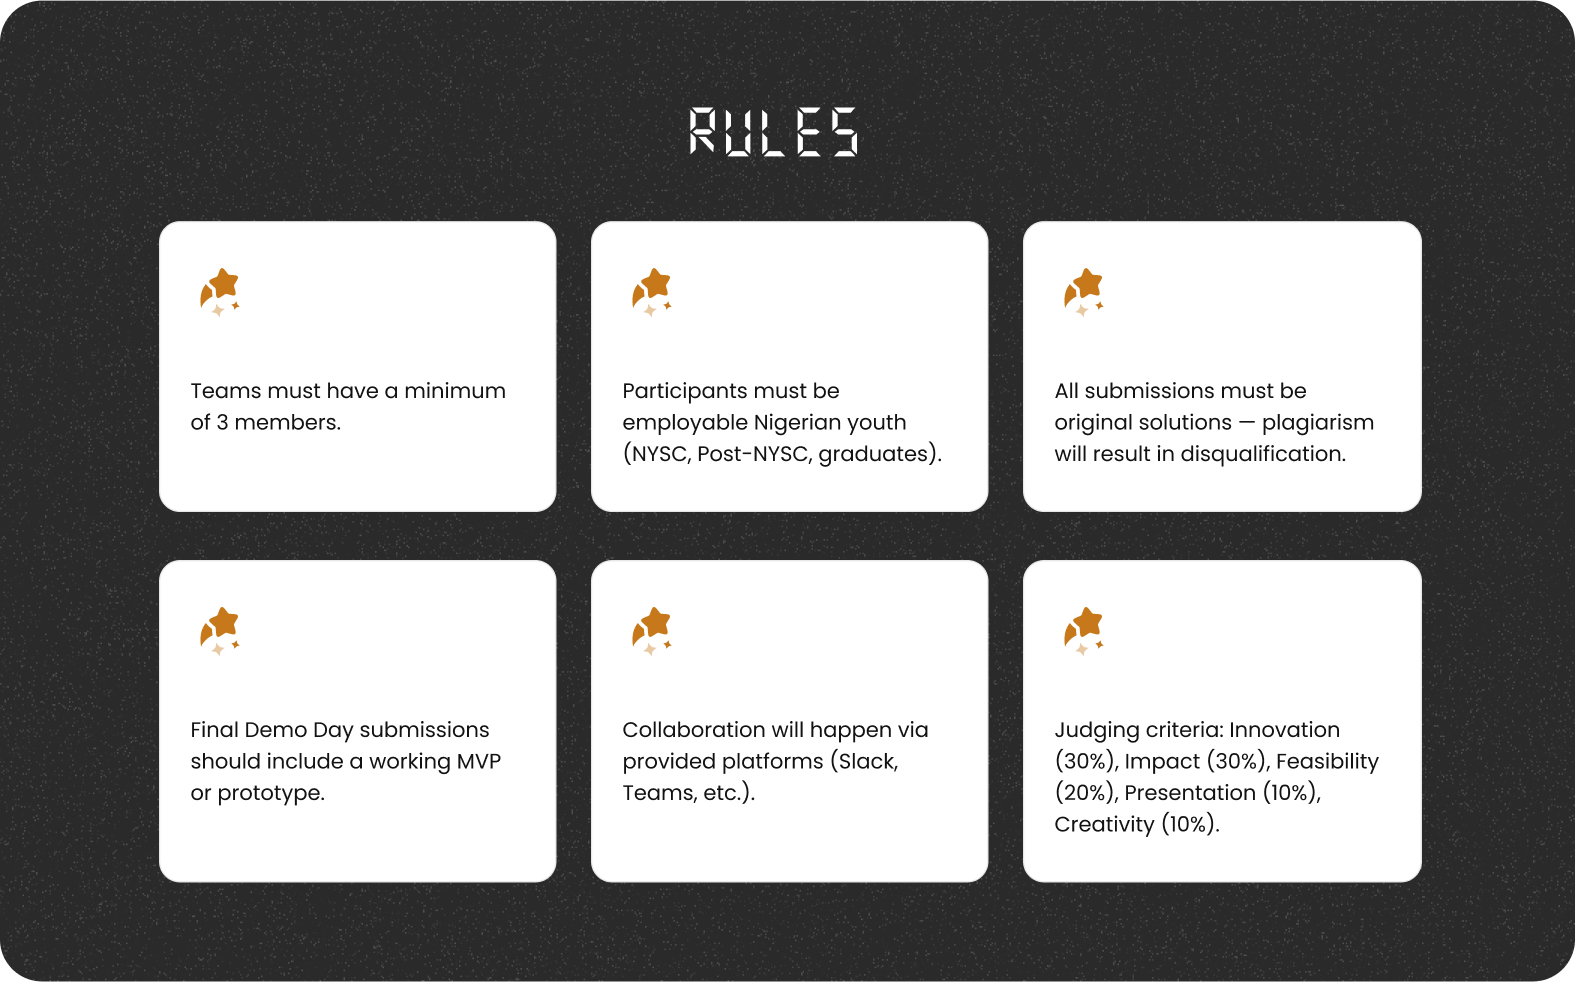 RULES
Teams must have a minimum
of 3 members.
Participants must be
employable Nigerian youth
(NYSC, Post-NYSC, graduates).
All submissions must be
original solutions — plagiarism
will result in disqualification.
Final Demo Day submissions
should include a working MVP
or prototype.
Collaboration will happen via
provided platforms (Slack,
Teams, etc.).
Judging criteria: Innovation
(30%), Impact (30%), Feasibility
(20%), Presentation (10%),
Creativity (10%).